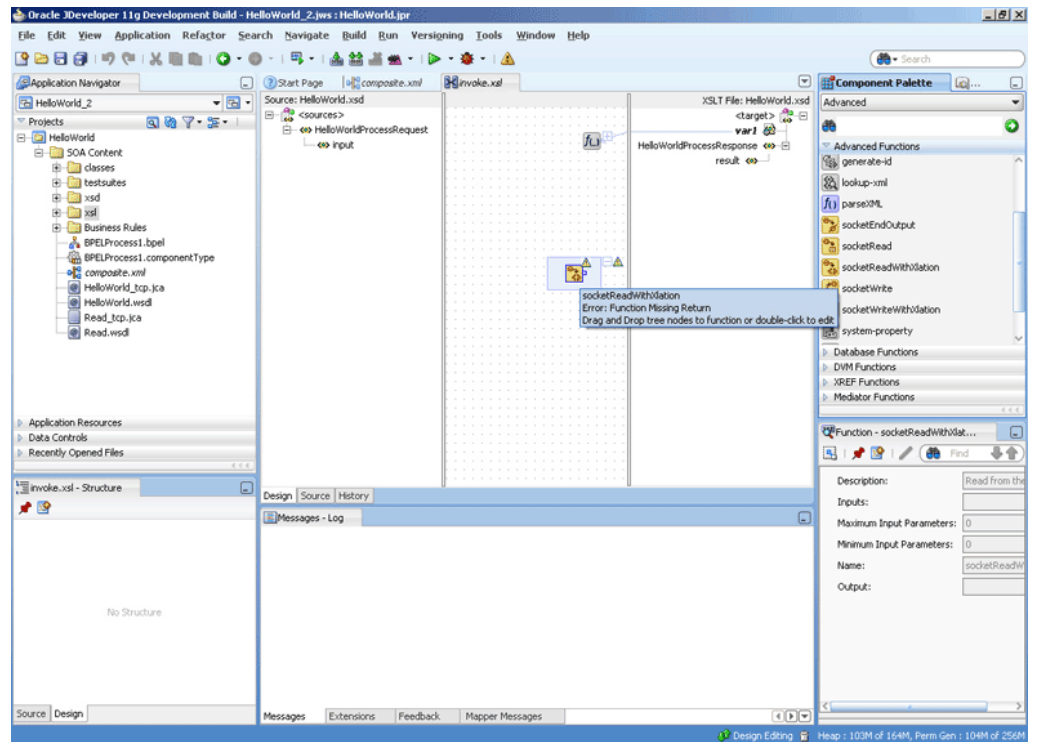 Oracle JDeveloper 11g Development Build - HelloWorld_2.jws : HelloWorld.jpr
File Edit View Application Refactor Search Navigate Build Run Versioning Tools Window Help
Search
Application Navigator
HelloWorld_2
Projects
HelloWorld
SOA Content
classes
testsuites
xsd
xsl
Business Rules
BPELProcess1.bpel
BPELProcess1.componentType
composite.xml
HelloWorld_tcp.jca
HelloWorld.wsdl
Read_tcp.jca
Read.wsdl
Application Resources
Data Controls
Recently Opened Files
invoke.xsl - Structure
No Structure
Source Design
Start Page composite.xml invoke.xsl
Source: HelloWorld.xsd XSLT File: HelloWorld.xsd
<sources>
HelloWorldProcessRequest
input
<target>
var1
HelloWorldProcessResponse
result
socketReadWithXlation
Error: Function Missing Return
Drag and Drop tree nodes to function or double-click to edit
Design Source History
Messages - Log
Messages Extensions Feedback Mapper Messages
Component Palette
Advanced
Advanced Functions
generate-id
lookup-xml
parseXML
socketEndOutput
socketRead
socketReadWithXlation
socketWrite
socketWriteWithXlation
system-property
Database Functions
DVM Functions
XREF Functions
Mediator Functions
Function - socketReadWithXlat...
Find
Description: Read from the
Inputs:
Maximum Input Parameters: 0
Minimum Input Parameters: 0
Name: socketReadW
Output:
Design Editing Heap : 103M of 164M, Perm Gen : 104M of 256M